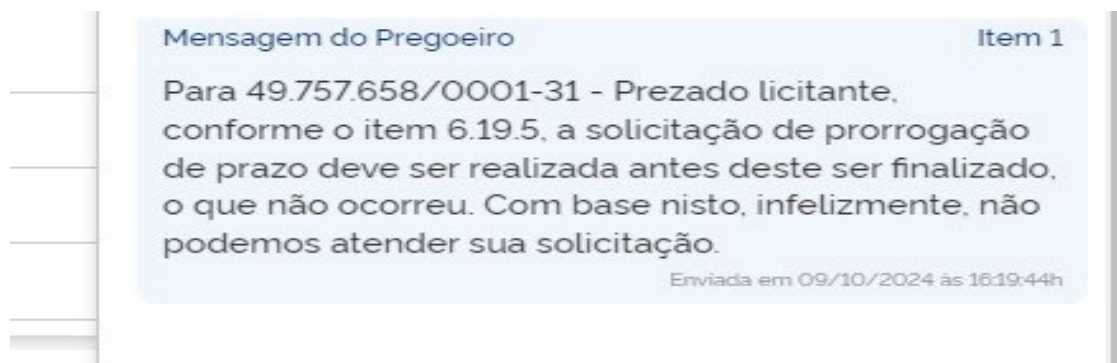 Mensagem do Pregoeiro Item 1
Para 49.757.658/0001-31 - Prezado licitante,
conforme o item 6.19.5, a solicitação de prorrogação
de prazo deve ser realizada antes deste ser finalizado,
o que não ocorreu. Com base nisto, infelizmente, não
podemos atender sua solicitação.
Enviada em 09/10/2024 às 16:19:44h